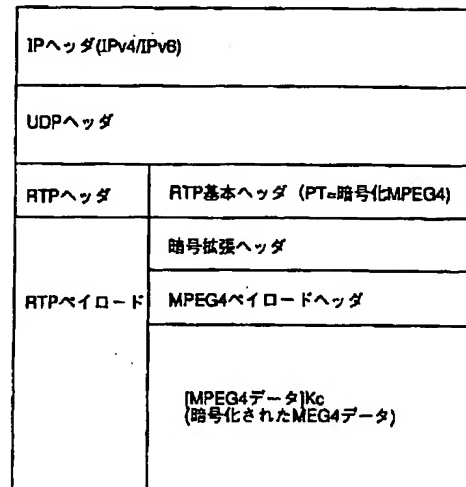 IPヘッダ(IPv4/IPv6)
UDPヘッダ
RTPヘッダ
RTP基本ヘッダ (PT=暗号化MPEG4)
暗号拡張ヘッダ
RTPペイロード
MPEG4ペイロードヘッダ
[MPEG4データ]Kc
(暗号化されたMEG4データ)